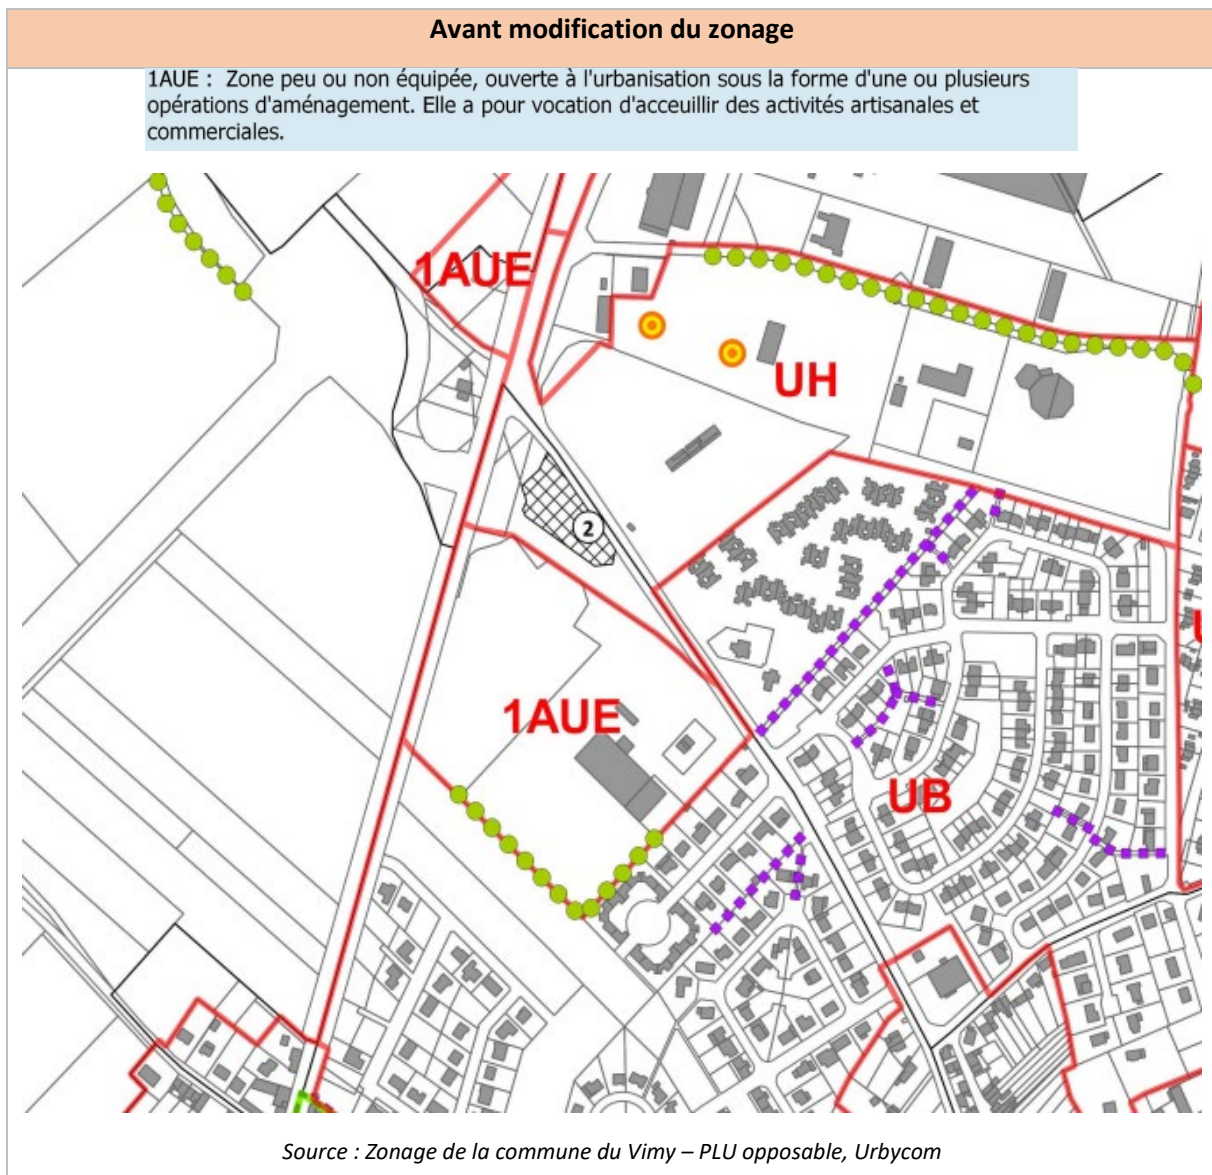 Avant modification du zonage
1AUE : Zone peu ou non équipée, ouverte à l'urbanisation sous la forme d'une ou plusieurs
opérations d'aménagement. Elle a pour vocation d'acceuillir des activités artisanales et
commerciales.
1AUE
UH
2
1AUE
UB
Source : Zonage de la commune du Vimy – PLU opposable, Urbycom